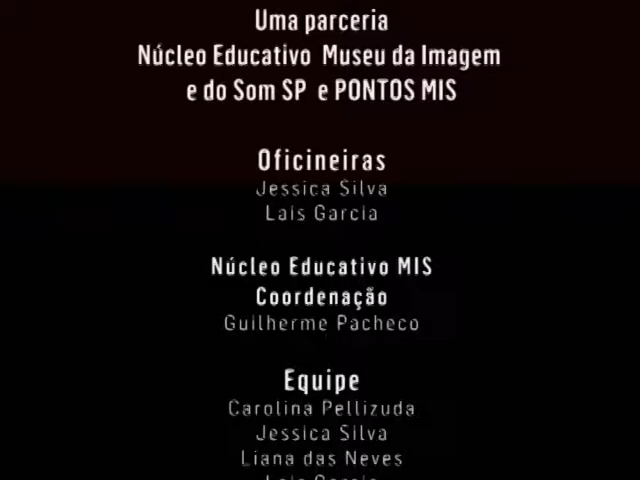 Uma parceria
Núcleo Educativo Museu da Imagem
e do Som SP e PONTOS MIS
Oficineiras
Jessica Silva
Laís Garcia
Núcleo Educativo MIS
Coordenação
Guilherme Pacheco
Equipe
Carolina Pellizuda
Jessica Silva
Liana das Neves